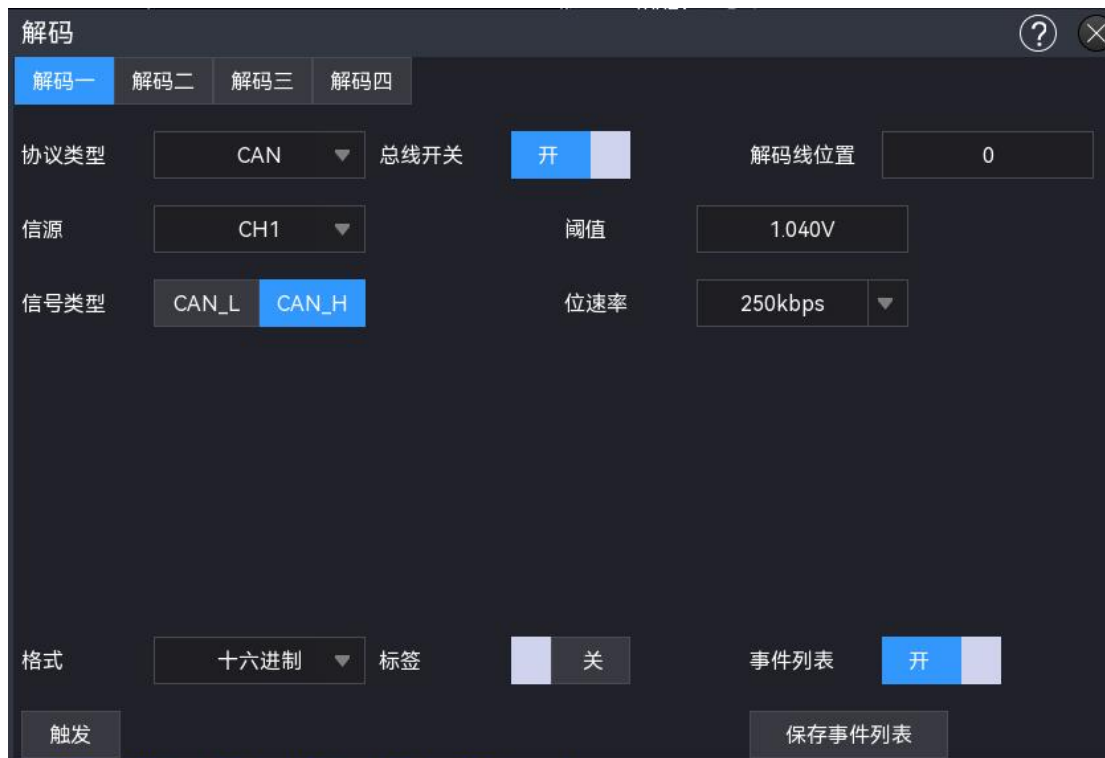 解码
解码一 解码二 解码三 解码四
协议类型 CAN 总线开关 开 解码线位置 0
信源 CH1 阈值 1.040V
信号类型 CAN_L CAN_H 位速率 250kbps
格式 十六进制 标签 关 事件列表 开
触发 保存事件列表